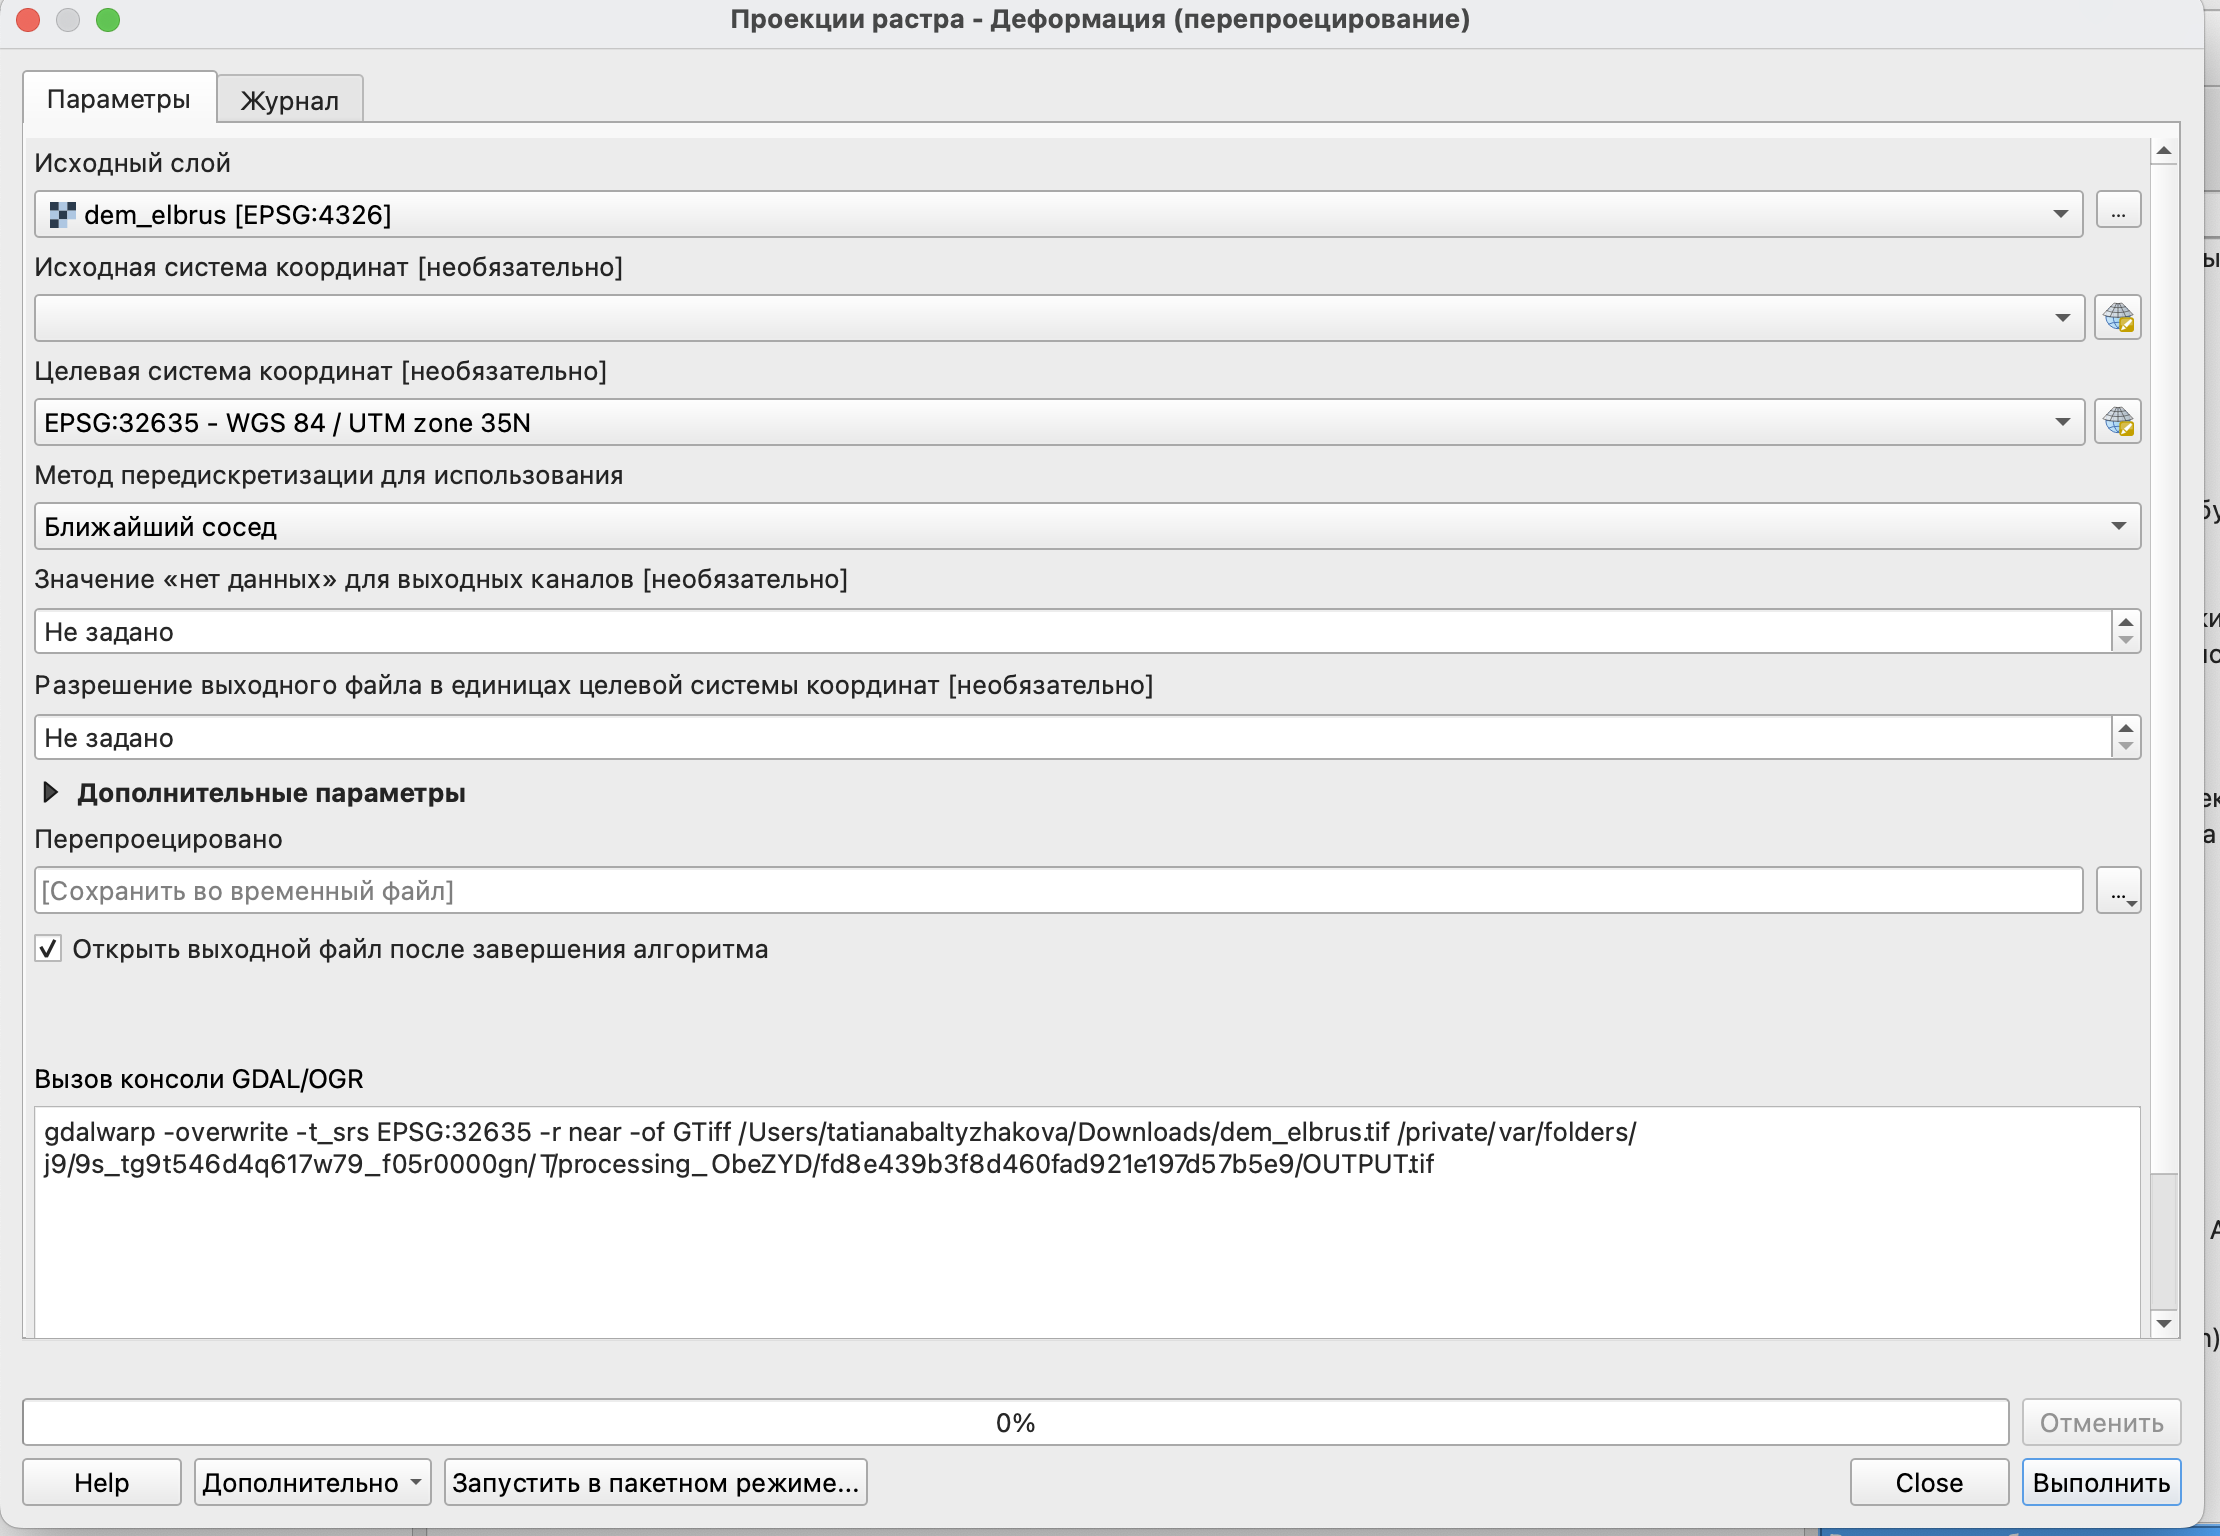 Проекции растра - Деформация (перепроецирование)
Параметры
Журнал
Исходный слой
dem_elbrus [EPSG:4326]
...
Исходная система координат [необязательно]
Целевая система координат [необязательно]
EPSG:32635 - WGS 84 / UTM zone 35N
Метод передискретизации для использования
Ближайший сосед
Значение «нет данных» для выходных каналов [необязательно]
Не задано
Разрешение выходного файла в единицах целевой системы координат [необязательно]
Не задано
Дополнительные параметры
Перепроецировано
[Сохранить во временный файл]
...
Открыть выходной файл после завершения алгоритма
Вызов консоли GDAL/OGR
gdalwarp -overwrite -t_srs EPSG:32635 -r near -of GTiff /Users/tatianabaltyzhakova/Downloads/dem_elbrus.tif /private/var/folders/
j9/9s_tg9t546d4q617w79_f05r0000gn/T/processing_ObeZYD/fd8e439b3f8d460fad921e197d57b5e9/OUTPUT.tif
0%
Отменить
Help
Дополнительно
Запустить в пакетном режиме...
Close
Выполнить